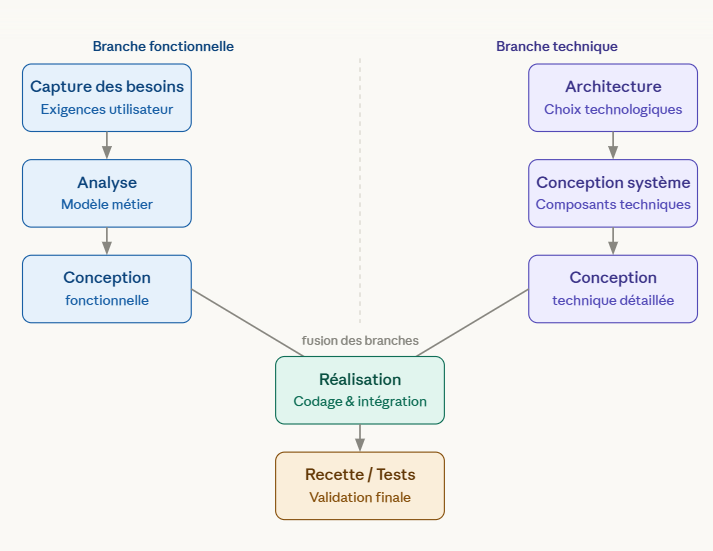 Branche fonctionnelle
Branche technique
Capture des besoins
Exigences utilisateur
Architecture
Choix technologiques
Analyse
Modèle métier
Conception système
Composants techniques
Conception
fonctionnelle
Conception
technique détaillée
fusion des branches
Réalisation
Codage & intégration
Recette / Tests
Validation finale